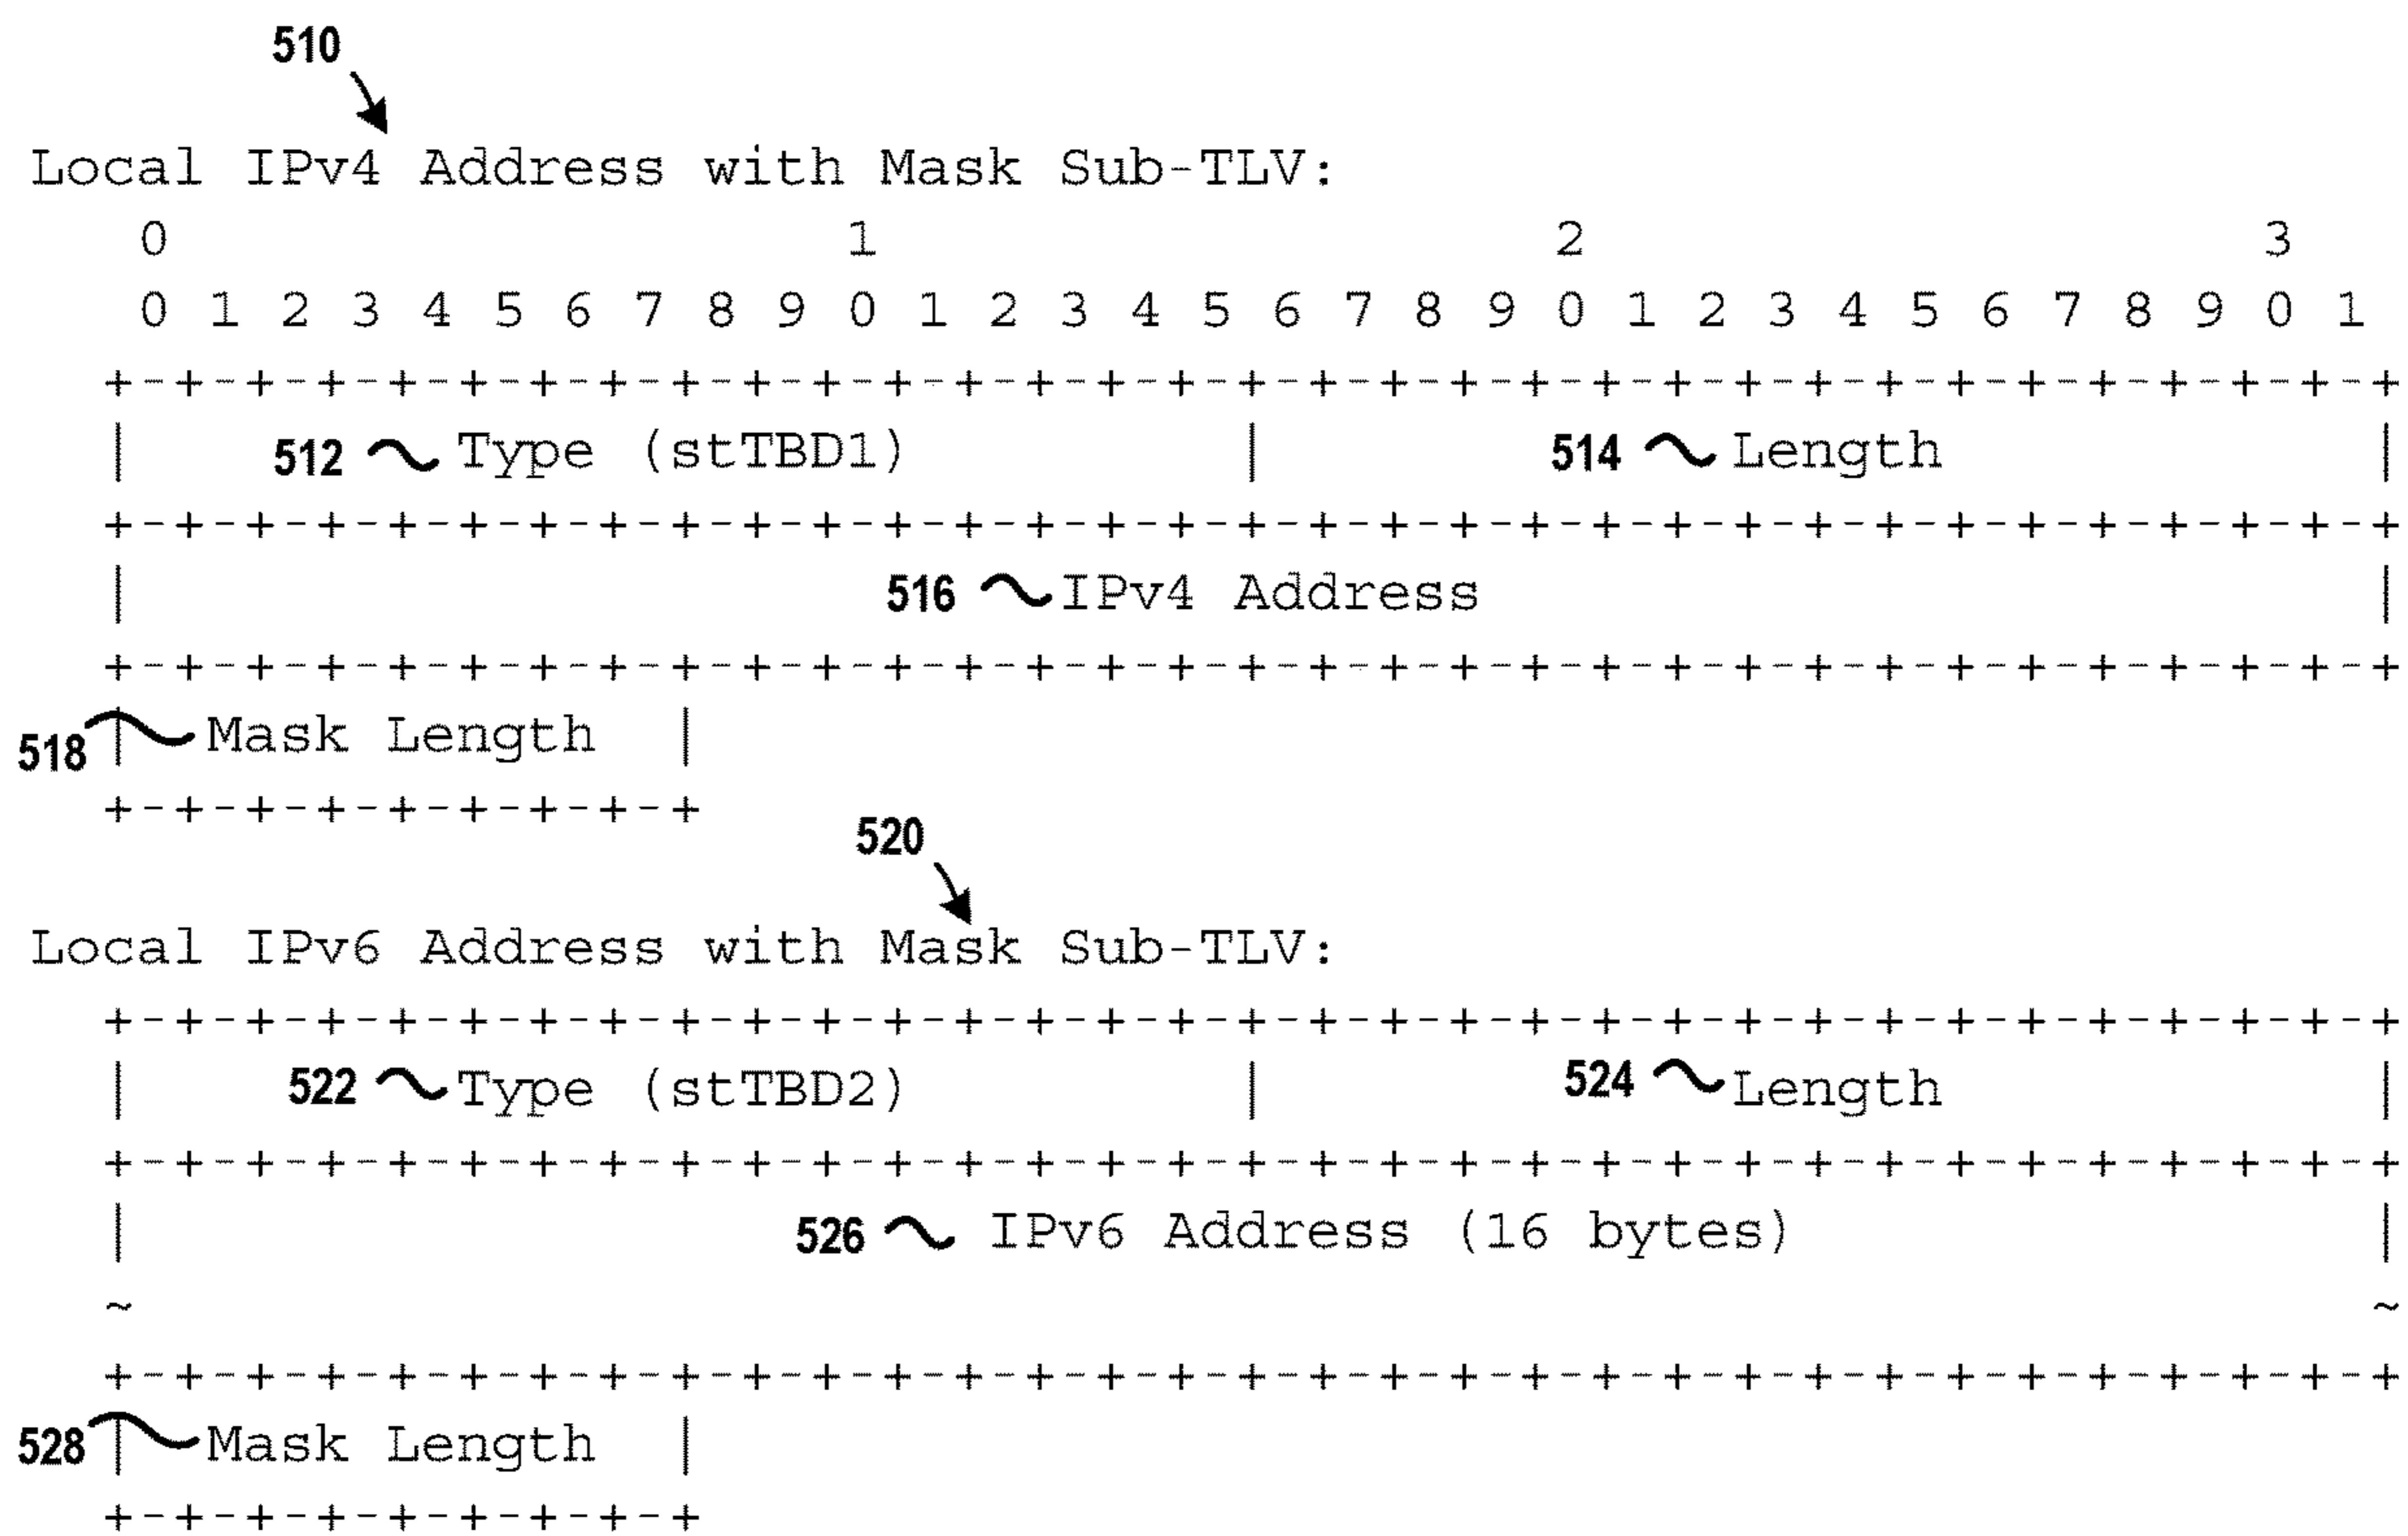 510
Local IPv4 Address with Mask Sub-TLV:
0 1 2 3
0 1 2 3 4 5 6 7 8 9 0 1 2 3 4 5 6 7 8 9 0 1 2 3 4 5 6 7 8 9 0 1
+-+-+-+-+-+-+-+-+-+-+-+-+-+-+-+-+-+-+-+-+-+-+-+-+-+-+-+-+-+-+-+-+
| 512 Type (stTBD1) | 514 Length |
+-+-+-+-+-+-+-+-+-+-+-+-+-+-+-+-+-+-+-+-+-+-+-+-+-+-+-+-+-+-+-+-+
| 516 IPv4 Address |
+-+-+-+-+-+-+-+-+-+-+-+-+-+-+-+-+-+-+-+-+-+-+-+-+-+-+-+-+-+-+-+-+
518 | Mask Length |
+-+-+-+-+-+-+-+-+
520
Local IPv6 Address with Mask Sub-TLV:
+-+-+-+-+-+-+-+-+-+-+-+-+-+-+-+-+-+-+-+-+-+-+-+-+-+-+-+-+-+-+-+-+
| 522 Type (stTBD2) | 524 Length |
+-+-+-+-+-+-+-+-+-+-+-+-+-+-+-+-+-+-+-+-+-+-+-+-+-+-+-+-+-+-+-+-+
| 526 IPv6 Address (16 bytes) |
~ ~
+-+-+-+-+-+-+-+-+-+-+-+-+-+-+-+-+-+-+-+-+-+-+-+-+-+-+-+-+-+-+-+-+
528 | Mask Length |
+-+-+-+-+-+-+-+-+